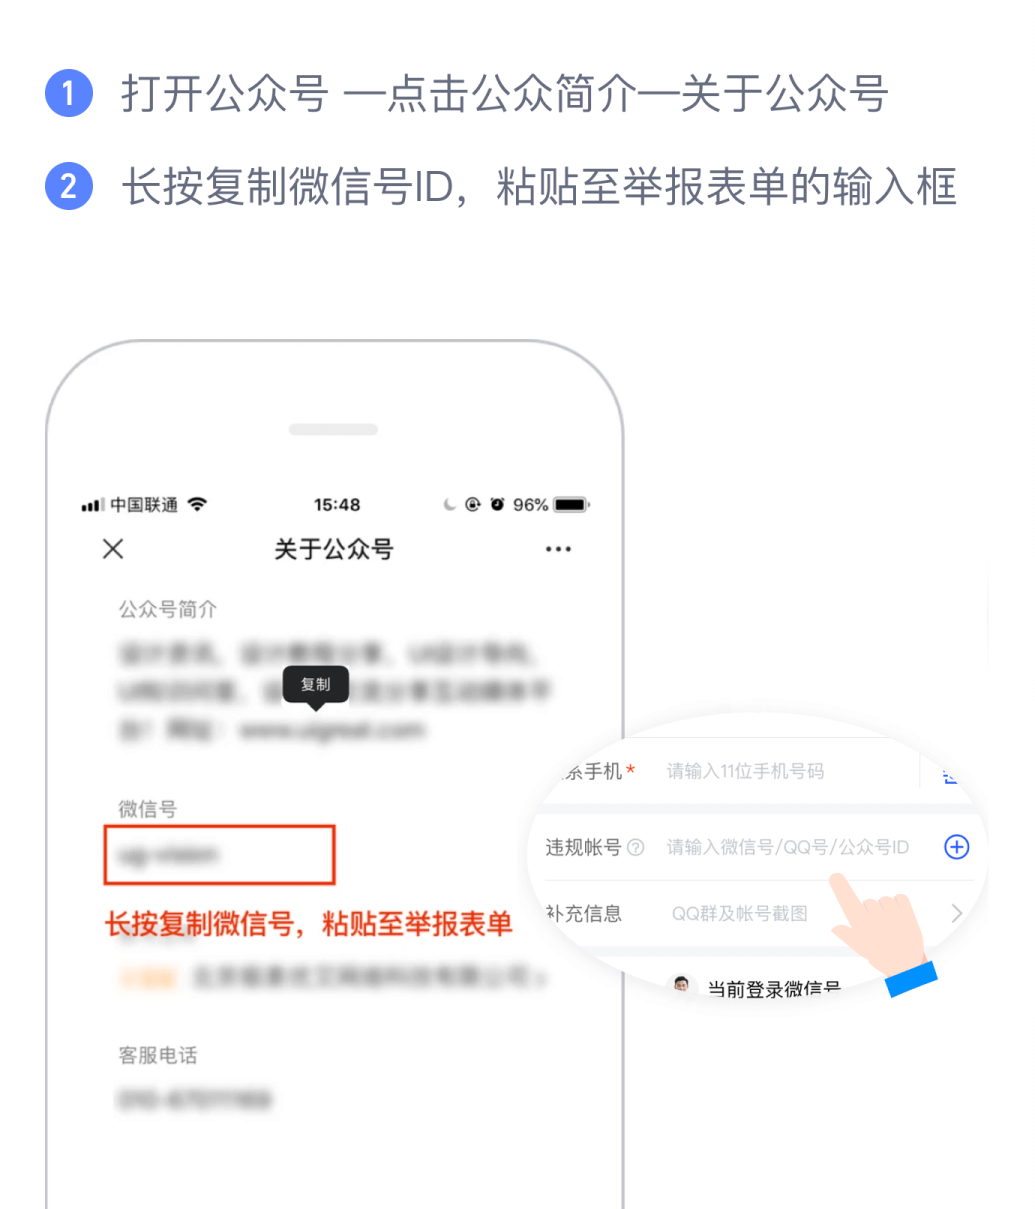 1 打开公众号 —点击公众简介—关于公众号
2 长按复制微信号ID，粘贴至举报表单的输入框
中国联通 15:48 96%
关于公众号
公众号简介
复制
微信号
长按复制微信号，粘贴至举报表单
客服电话
系手机* 请输入11位手机号码
违规帐号 请输入微信号/QQ号/公众号ID
补充信息 QQ群及帐号截图
当前登录微信号